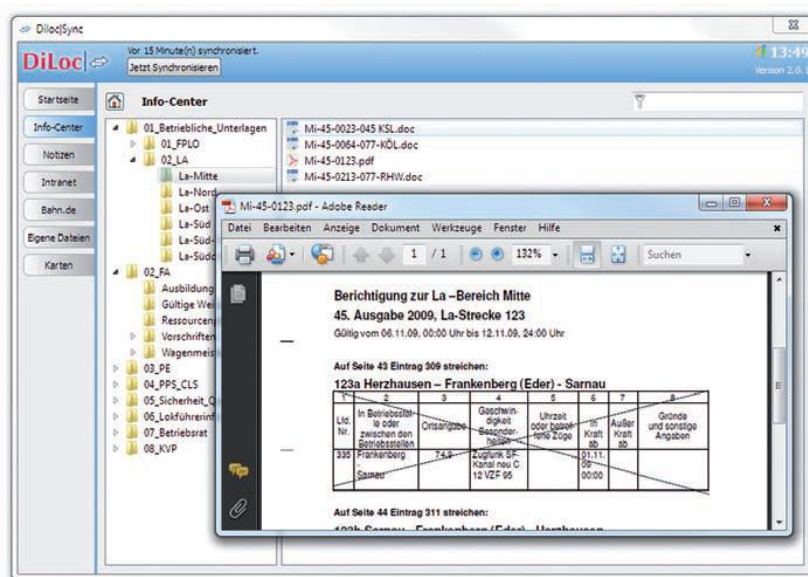 Diloc|Sync
DiLoc
Vor 15 Minute(n) synchronisiert.
Jetzt Synchronisieren
13:49
Version 2.0.
Startseite
Info-Center
Notizen
Intranet
Bahn.de
Eigene Dateien
Karten
Info-Center
01_Betriebliche_Unterlagen
01_FPLO
02_LA
La-Mitte
La-Nord
La-Ost
La-Süd
La-Süd-
La-Südo
02_FA
Ausbildung
Gültige Wei
Ressourcen
Vorschriften
Wagenmeis
03_PE
04_PPS_CLS
05_Sicherheit_Q
06_Lokführerinf
07_Betriebsrat
08_KVP
Mi-45-0023-045 KSL.doc
Mi-45-0064-077-KÖL.doc
Mi-45-0123.pdf
Mi-45-0213-077-RHW.doc
Mi-45-0123.pdf - Adobe Reader
Datei Bearbeiten Anzeige Dokument Werkzeuge Fenster Hilfe
1 / 1 132% Suchen
Berichtigung zur La –Bereich Mitte
45. Ausgabe 2009, La-Strecke 123
Gültig vom 06.11.09, 00:00 Uhr bis 12.11.09, 24:00 Uhr
Auf Seite 43 Eintrag 309 streichen:
123a Herzhausen – Frankenberg (Eder) - Sarnau
1 2 3 4 5 6 7 8
Lfd. Nr.
In Betriebsstelle oder zwischen den Betriebsstellen
Ortsangabe
Geschwindigkeit Besonderheiten
Uhrzeit oder betroffene Züge
In Kraft ab
Außer Kraft ab
Gründe und sonstige Angaben
335
Frankenberg - Sarnau
74,9
Zugfunk SF-Kanal neu C 12 VZF 95
01.11.09 00:00
Auf Seite 44 Eintrag 311 streichen:
123b Sarnau - Frankenberg (Eder) - Herzhausen